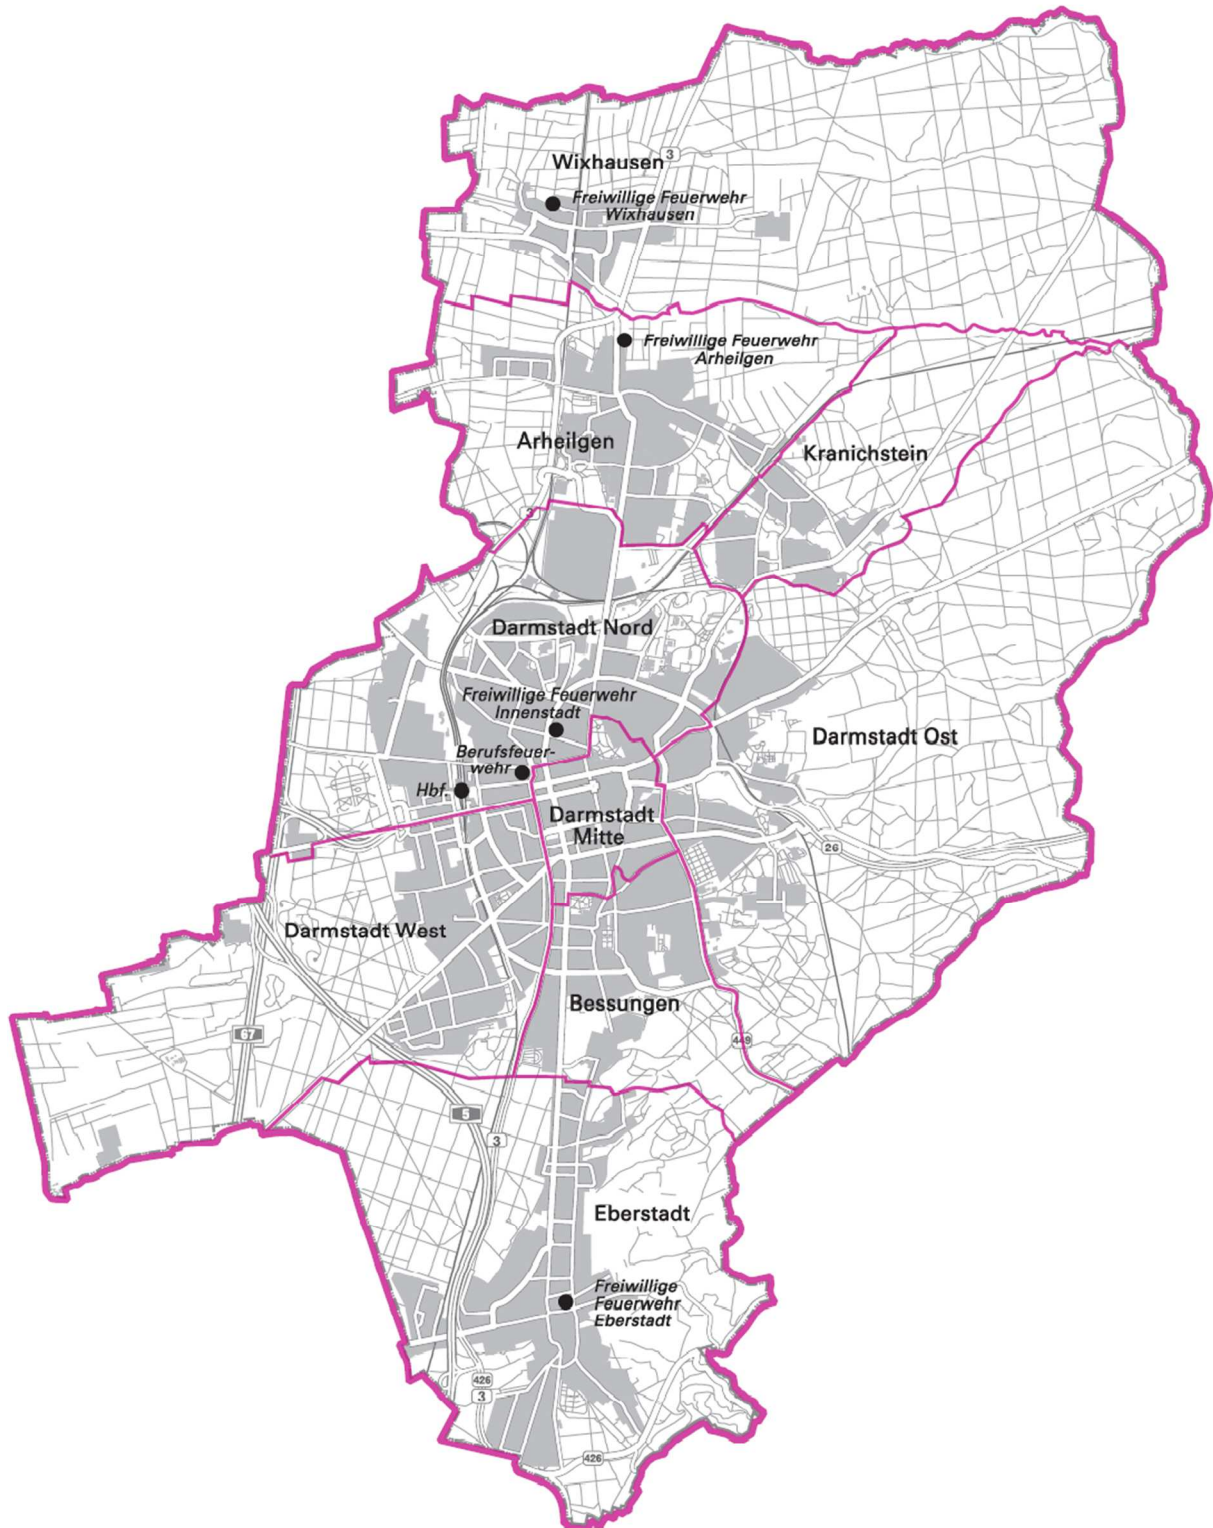 Wixhausen
3
Freiwillige Feuerwehr
Wixhausen
Freiwillige Feuerwehr
Arheilgen
Arheilgen
Kranichstein
3
Darmstadt Nord
Freiwillige Feuerwehr
Innenstadt
Darmstadt Ost
Berufsfeuer-
wehr
Hbf.
Darmstadt
Mitte
26
Darmstadt West
Bessungen
67
449
5
3
Eberstadt
Freiwillige
Feuerwehr
Eberstadt
426
3
426